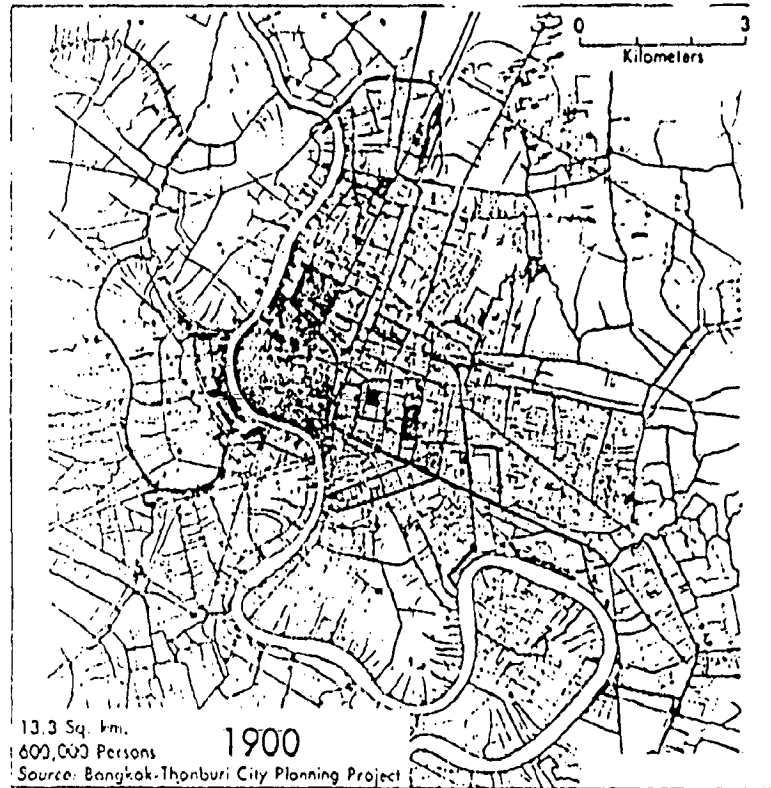 0 3
Kilometers
13.3 Sq. km.
600,000 Persons
1900
Source: Bangkok-Thonburi City Planning Project